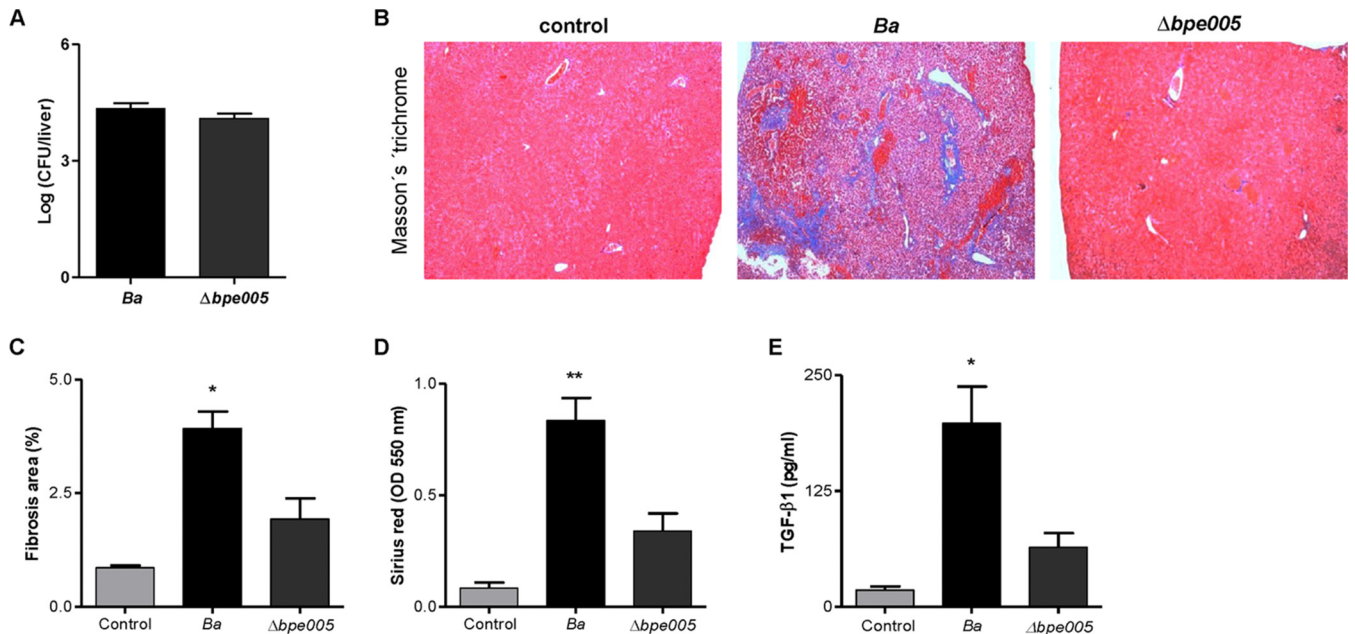 A
6
3
0
Log (CFU/liver)
Ba
Δbpe005
B
control
Ba
Δbpe005
Masson´s ´trichrome
C
5.0
2.5
0.0
Fibrosis area (%)
*
Control
Ba
Δbpe005
D
1.0
0.5
0.0
Sirius red (OD 550 nm)
**
Control
Ba
Δbpe005
E
250
125
0
TGF-β1 (pg/ml)
*
Control
Ba
Δbpe005